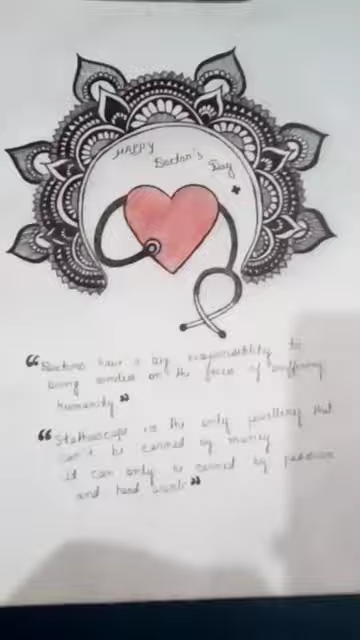 HAPPY
Doctor's
Day
“Doctors have a big responsibility to
bring smiles on the faces of suffering
humanity”
“Stethoscope is the only jewellery that
can't be earned by money
it can only be earned by passion
and hard work”